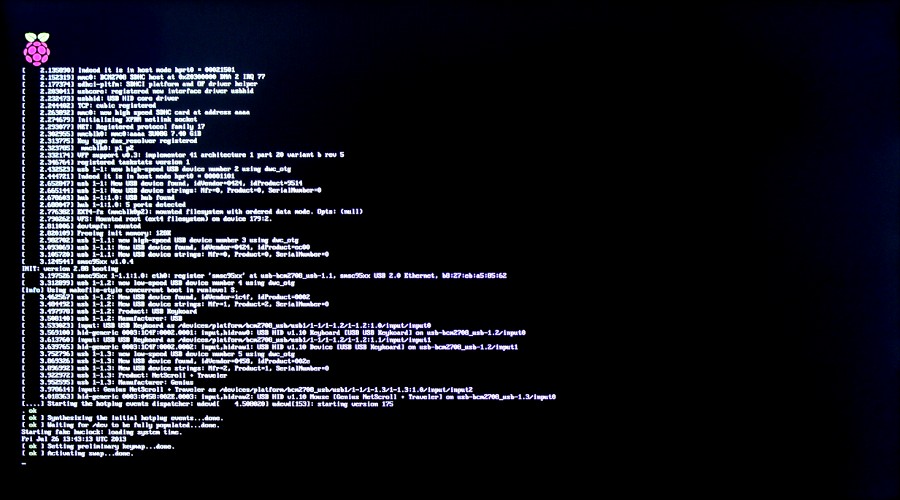 [    2.135890] Indeed it is in host mode hprt0 = 00021501
[    2.152319] mmc0: BCM2708 SDHC host at 0x20300000 DMA 2 IRQ 77
[    2.177374] sdhci-pltfm: SDHCI platform and OF driver helper
[    2.203041] usbcore: registered new interface driver usbhid
[    2.232473] usbhid: USB HID core driver
[    2.244402] TCP: cubic registered
[    2.263092] mmc0: new high speed SDHC card at address aaaa
[    2.274679] Initializing XFRM netlink socket
[    2.293077] NET: Registered protocol family 17
[    2.302955] mmcblk0: mmc0:aaaa SU08G 7.40 GiB
[    2.313775] Key type dns_resolver registered
[    2.323705]  mmcblk0: p1 p2
[    2.332174] VFP support v0.3: implementor 41 architecture 1 part 20 variant b rev 5
[    2.346764] registered taskstats version 1
[    2.432523] usb 1-1: new high-speed USB device number 2 using dwc_otg
[    2.444721] Indeed it is in host mode hprt0 = 00001101
[    2.652847] usb 1-1: New USB device found, idVendor=0424, idProduct=9514
[    2.665144] usb 1-1: New USB device strings: Mfr=0, Product=0, SerialNumber=0
[    2.678603] hub 1-1:1.0: USB hub found
[    2.688047] hub 1-1:1.0: 5 ports detected
[    2.776302] EXT4-fs (mmcblk0p2): mounted filesystem with ordered data mode. Opts: (null)
[    2.798262] VFS: Mounted root (ext4 filesystem) on device 179:2.
[    2.811006] devtmpfs: mounted
[    2.820109] Freeing init memory: 128K
[    2.982702] usb 1-1.1: new high-speed USB device number 3 using dwc_otg
[    3.093069] usb 1-1.1: New USB device found, idVendor=0424, idProduct=ec00
[    3.105720] usb 1-1.1: New USB device strings: Mfr=0, Product=0, SerialNumber=0
[    3.124544] smsc95xx v1.0.4
INIT: version 2.88 booting
[    3.197526] smsc95xx 1-1.1:1.0: eth0: register 'smsc95xx' at usb-bcm2708_usb-1.1, smsc95xx USB 2.0 Ethernet, b8:27:eb:a5:85:62
[    3.312899] usb 1-1.2: new low-speed USB device number 4 using dwc_otg
[info] Using makefile-style concurrent boot in runlevel S.
[    3.462567] usb 1-1.2: New USB device found, idVendor=1c4f, idProduct=0002
[    3.484492] usb 1-1.2: New USB device strings: Mfr=1, Product=2, SerialNumber=0
[    3.497970] usb 1-1.2: Product: USB Keyboard
[    3.508102] usb 1-1.2: Manufacturer: USB
[    3.533023] input: USB USB Keyboard as /devices/platform/bcm2708_usb/usb1/1-1/1-1.2/1-1.2:1.0/input/input0
[    3.569100] hid-generic 0003:1C4F:0002.0001: input,hidraw0: USB HID v1.10 Keyboard [USB USB Keyboard] on usb-bcm2708_usb-1.2/input0
[    3.613760] input: USB USB Keyboard as /devices/platform/bcm2708_usb/usb1/1-1/1-1.2/1-1.2:1.1/input/input1
[    3.639765] hid-generic 0003:1C4F:0002.0002: input,hidraw1: USB HID v1.10 Device [USB USB Keyboard] on usb-bcm2708_usb-1.2/input1
[    3.752796] usb 1-1.3: new low-speed USB device number 5 using dwc_otg
[    3.869326] usb 1-1.3: New USB device found, idVendor=0458, idProduct=002e
[    3.896992] usb 1-1.3: New USB device strings: Mfr=2, Product=1, SerialNumber=0
[    3.922972] usb 1-1.3: Product: NetScroll + Traveler
[    3.952595] usb 1-1.3: Manufacturer: Genius
[    3.970614] input: Genius NetScroll + Traveler as /devices/platform/bcm2708_usb/usb1/1-1/1-1.3/1-1.3:1.0/input/input2
[    4.018363] hid-generic 0003:0458:002E.0003: input,hidraw2: USB HID v1.10 Mouse [Genius NetScroll + Traveler] on usb-bcm2708_usb-1.3/input0
[....] Starting the hotplug events dispatcher: udevd[    4.508020] udevd[153]: starting version 175
. ok
[ ok ] Synthesizing the initial hotplug events...done.
[ ok ] Waiting for /dev to be fully populated...done.
Starting fake hwclock: loading system time.
Fri Jul 26 13:43:13 UTC 2013
[ ok ] Setting preliminary keymap...done.
[ ok ] Activating swap...done.
_